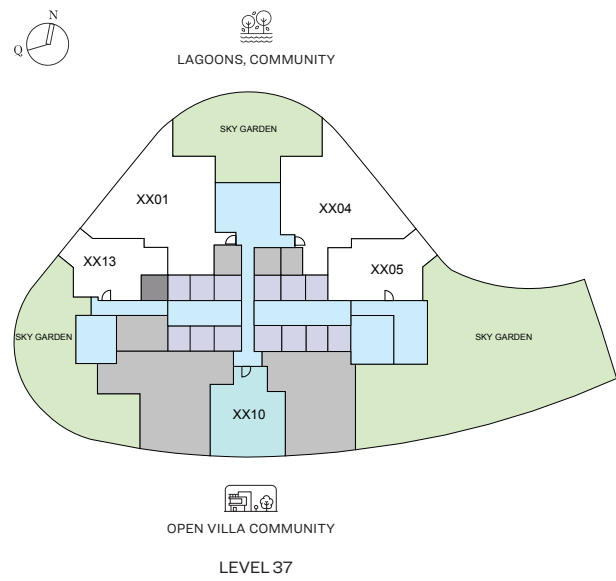 N
Q
LAGOONS, COMMUNITY
SKY GARDEN
XX01
XX04
XX13
XX05
SKY GARDEN
SKY GARDEN
XX10
OPEN VILLA COMMUNITY
LEVEL 37